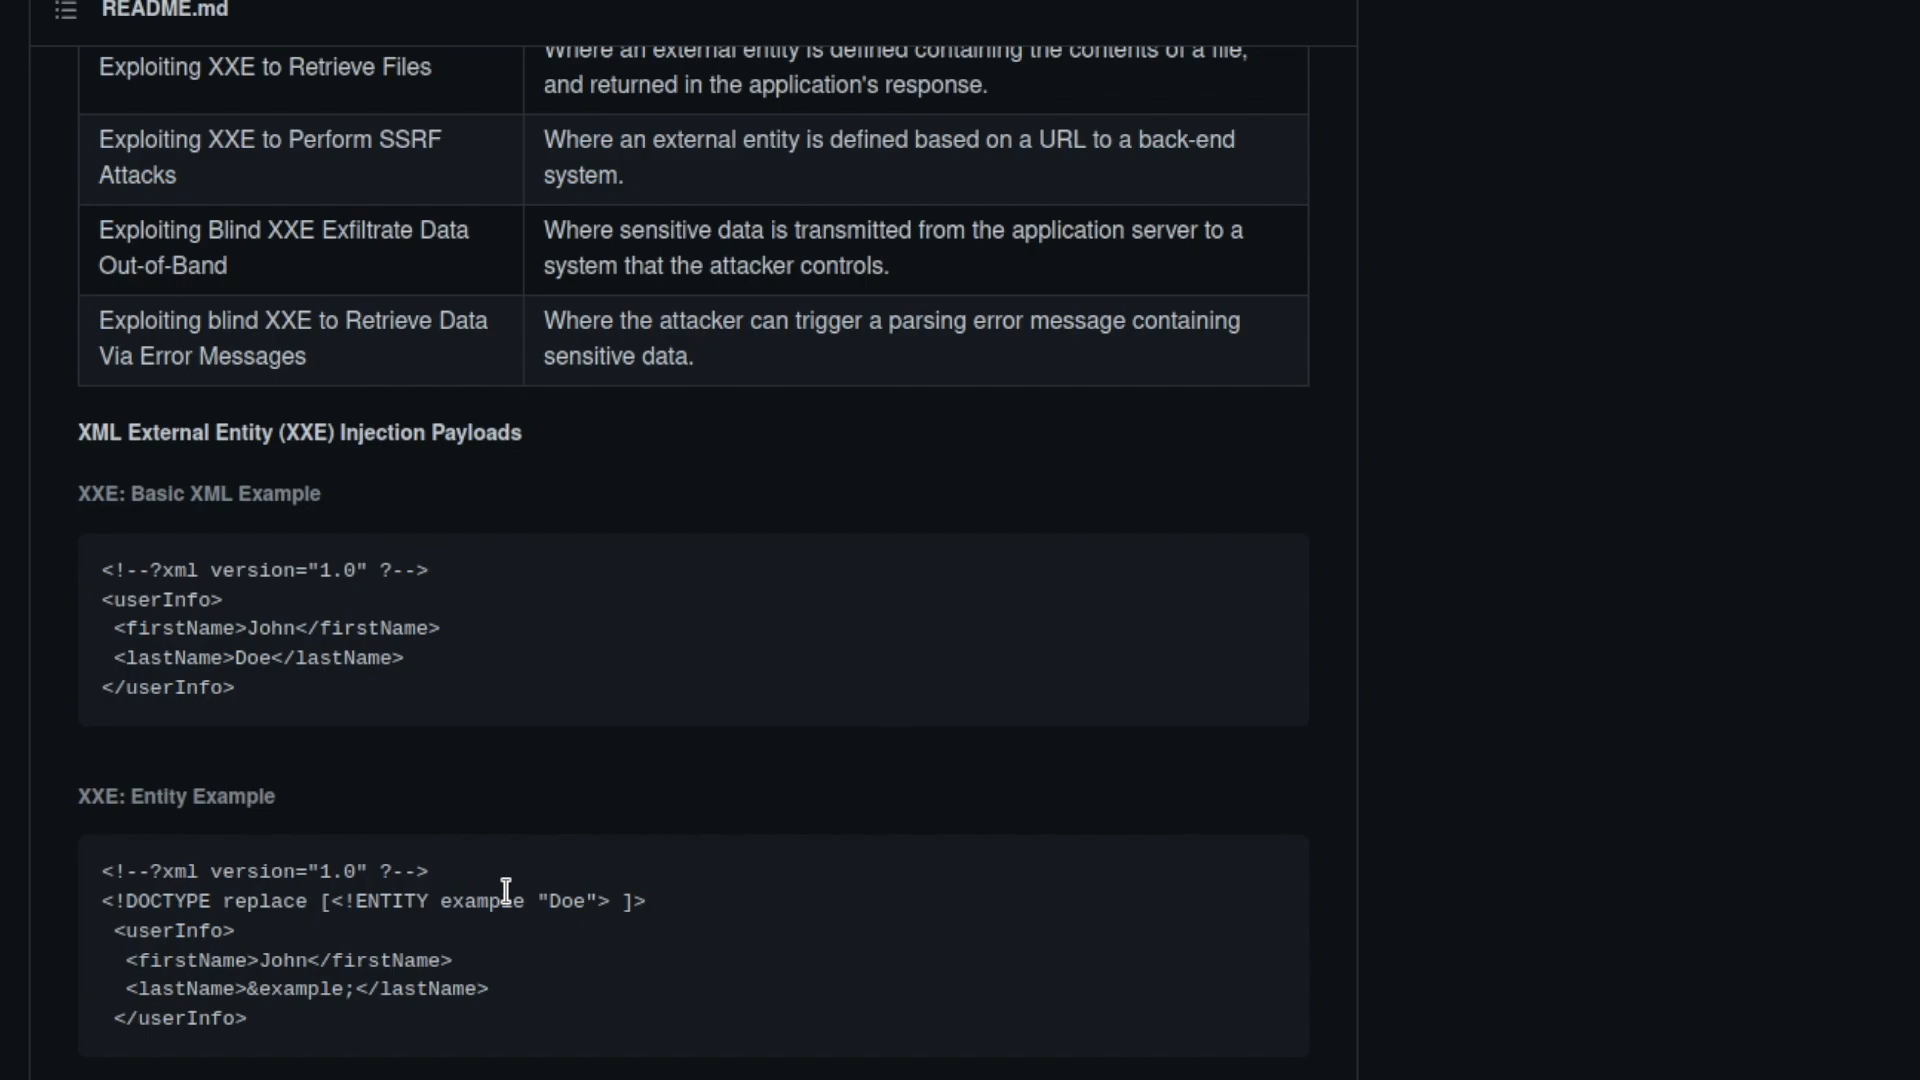 README.md
Exploiting XXE to Retrieve Files
Where an external entity is defined containing the contents of a file,
and returned in the application's response.
Exploiting XXE to Perform SSRF
Attacks
Where an external entity is defined based on a URL to a back-end
system.
Exploiting Blind XXE Exfiltrate Data
Out-of-Band
Where sensitive data is transmitted from the application server to a
system that the attacker controls.
Exploiting blind XXE to Retrieve Data
Via Error Messages
Where the attacker can trigger a parsing error message containing
sensitive data.
XML External Entity (XXE) Injection Payloads
XXE: Basic XML Example
<!--?xml version="1.0" ?-->
<userInfo>
 <firstName>John</firstName>
 <lastName>Doe</lastName>
</userInfo>
XXE: Entity Example
<!--?xml version="1.0" ?-->
<!DOCTYPE replace [<!ENTITY example "Doe"> ]>
 <userInfo>
  <firstName>John</firstName>
  <lastName>&example;</lastName>
 </userInfo>